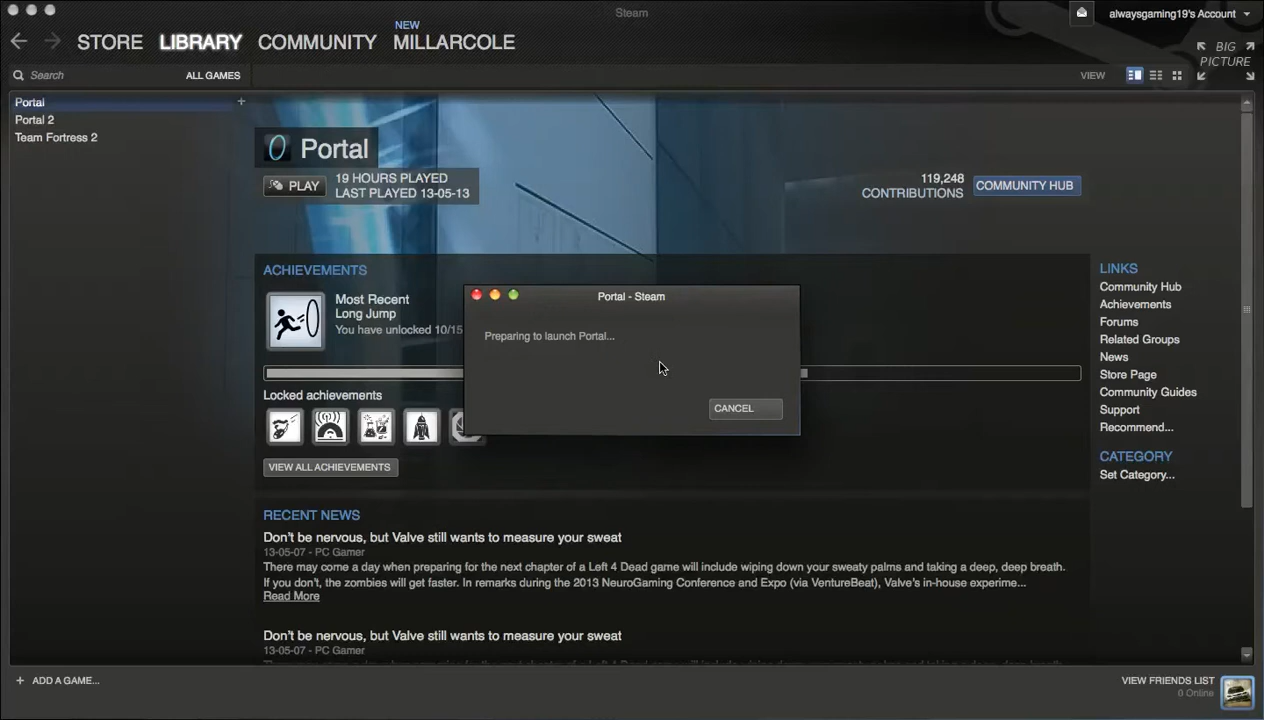 Steam
alwaysgaming19's Account
NEW
STORE LIBRARY COMMUNITY MILLARCOLE
BIG PICTURE
Search ALL GAMES
VIEW
Portal
Portal 2
Team Fortress 2
Portal
PLAY
19 HOURS PLAYED
LAST PLAYED 13-05-13
119,248
CONTRIBUTIONS
COMMUNITY HUB
ACHIEVEMENTS
Most Recent
Long Jump
You have unlocked 10/15
Locked achievements
VIEW ALL ACHIEVEMENTS
Portal - Steam
Preparing to launch Portal...
CANCEL
LINKS
Community Hub
Achievements
Forums
Related Groups
News
Store Page
Community Guides
Support
Recommend...
CATEGORY
Set Category...
RECENT NEWS
Don't be nervous, but Valve still wants to measure your sweat
13-05-07 - PC Gamer
There may come a day when preparing for the next chapter of a Left 4 Dead game will include wiping down your sweaty palms and taking a deep, deep breath.
If you don't, the zombies will get faster. In remarks during the 2013 NeuroGaming Conference and Expo (via VentureBeat), Valve's in-house experime...
Read More
Don't be nervous, but Valve still wants to measure your sweat
13-05-07 - PC Gamer
+ ADD A GAME...
VIEW FRIENDS LIST
0 Online